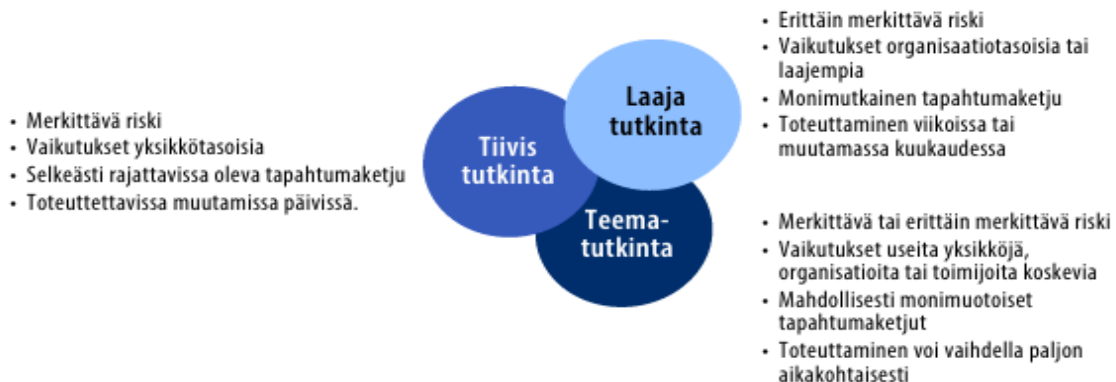 • Merkittävä riski
• Vaikutukset yksikkötasoisia
• Selkeästi rajattavissa oleva tapahtumaketju
• Toteuttettavissa muutamissa päivissä.
Tiivis
tutkinta
Laaja
tutkinta
• Erittäin merkittävä riski
• Vaikutukset organisaatiotasoisia tai
laajempia
• Monimutkainen tapahtumaketju
• Toteuttaminen viikoissa tai
muutamassa kuukaudessa
Teema-
tutkinta
• Merkittävä tai erittäin merkittävä riski
• Vaikutukset useita yksikköjä,
organisatioita tai toimijoita koskevia
• Mahdollisesti monimuotoiset
tapahtumaketjut
• Toteuttaminen voi vaihdella paljon
aikakohtaisesti